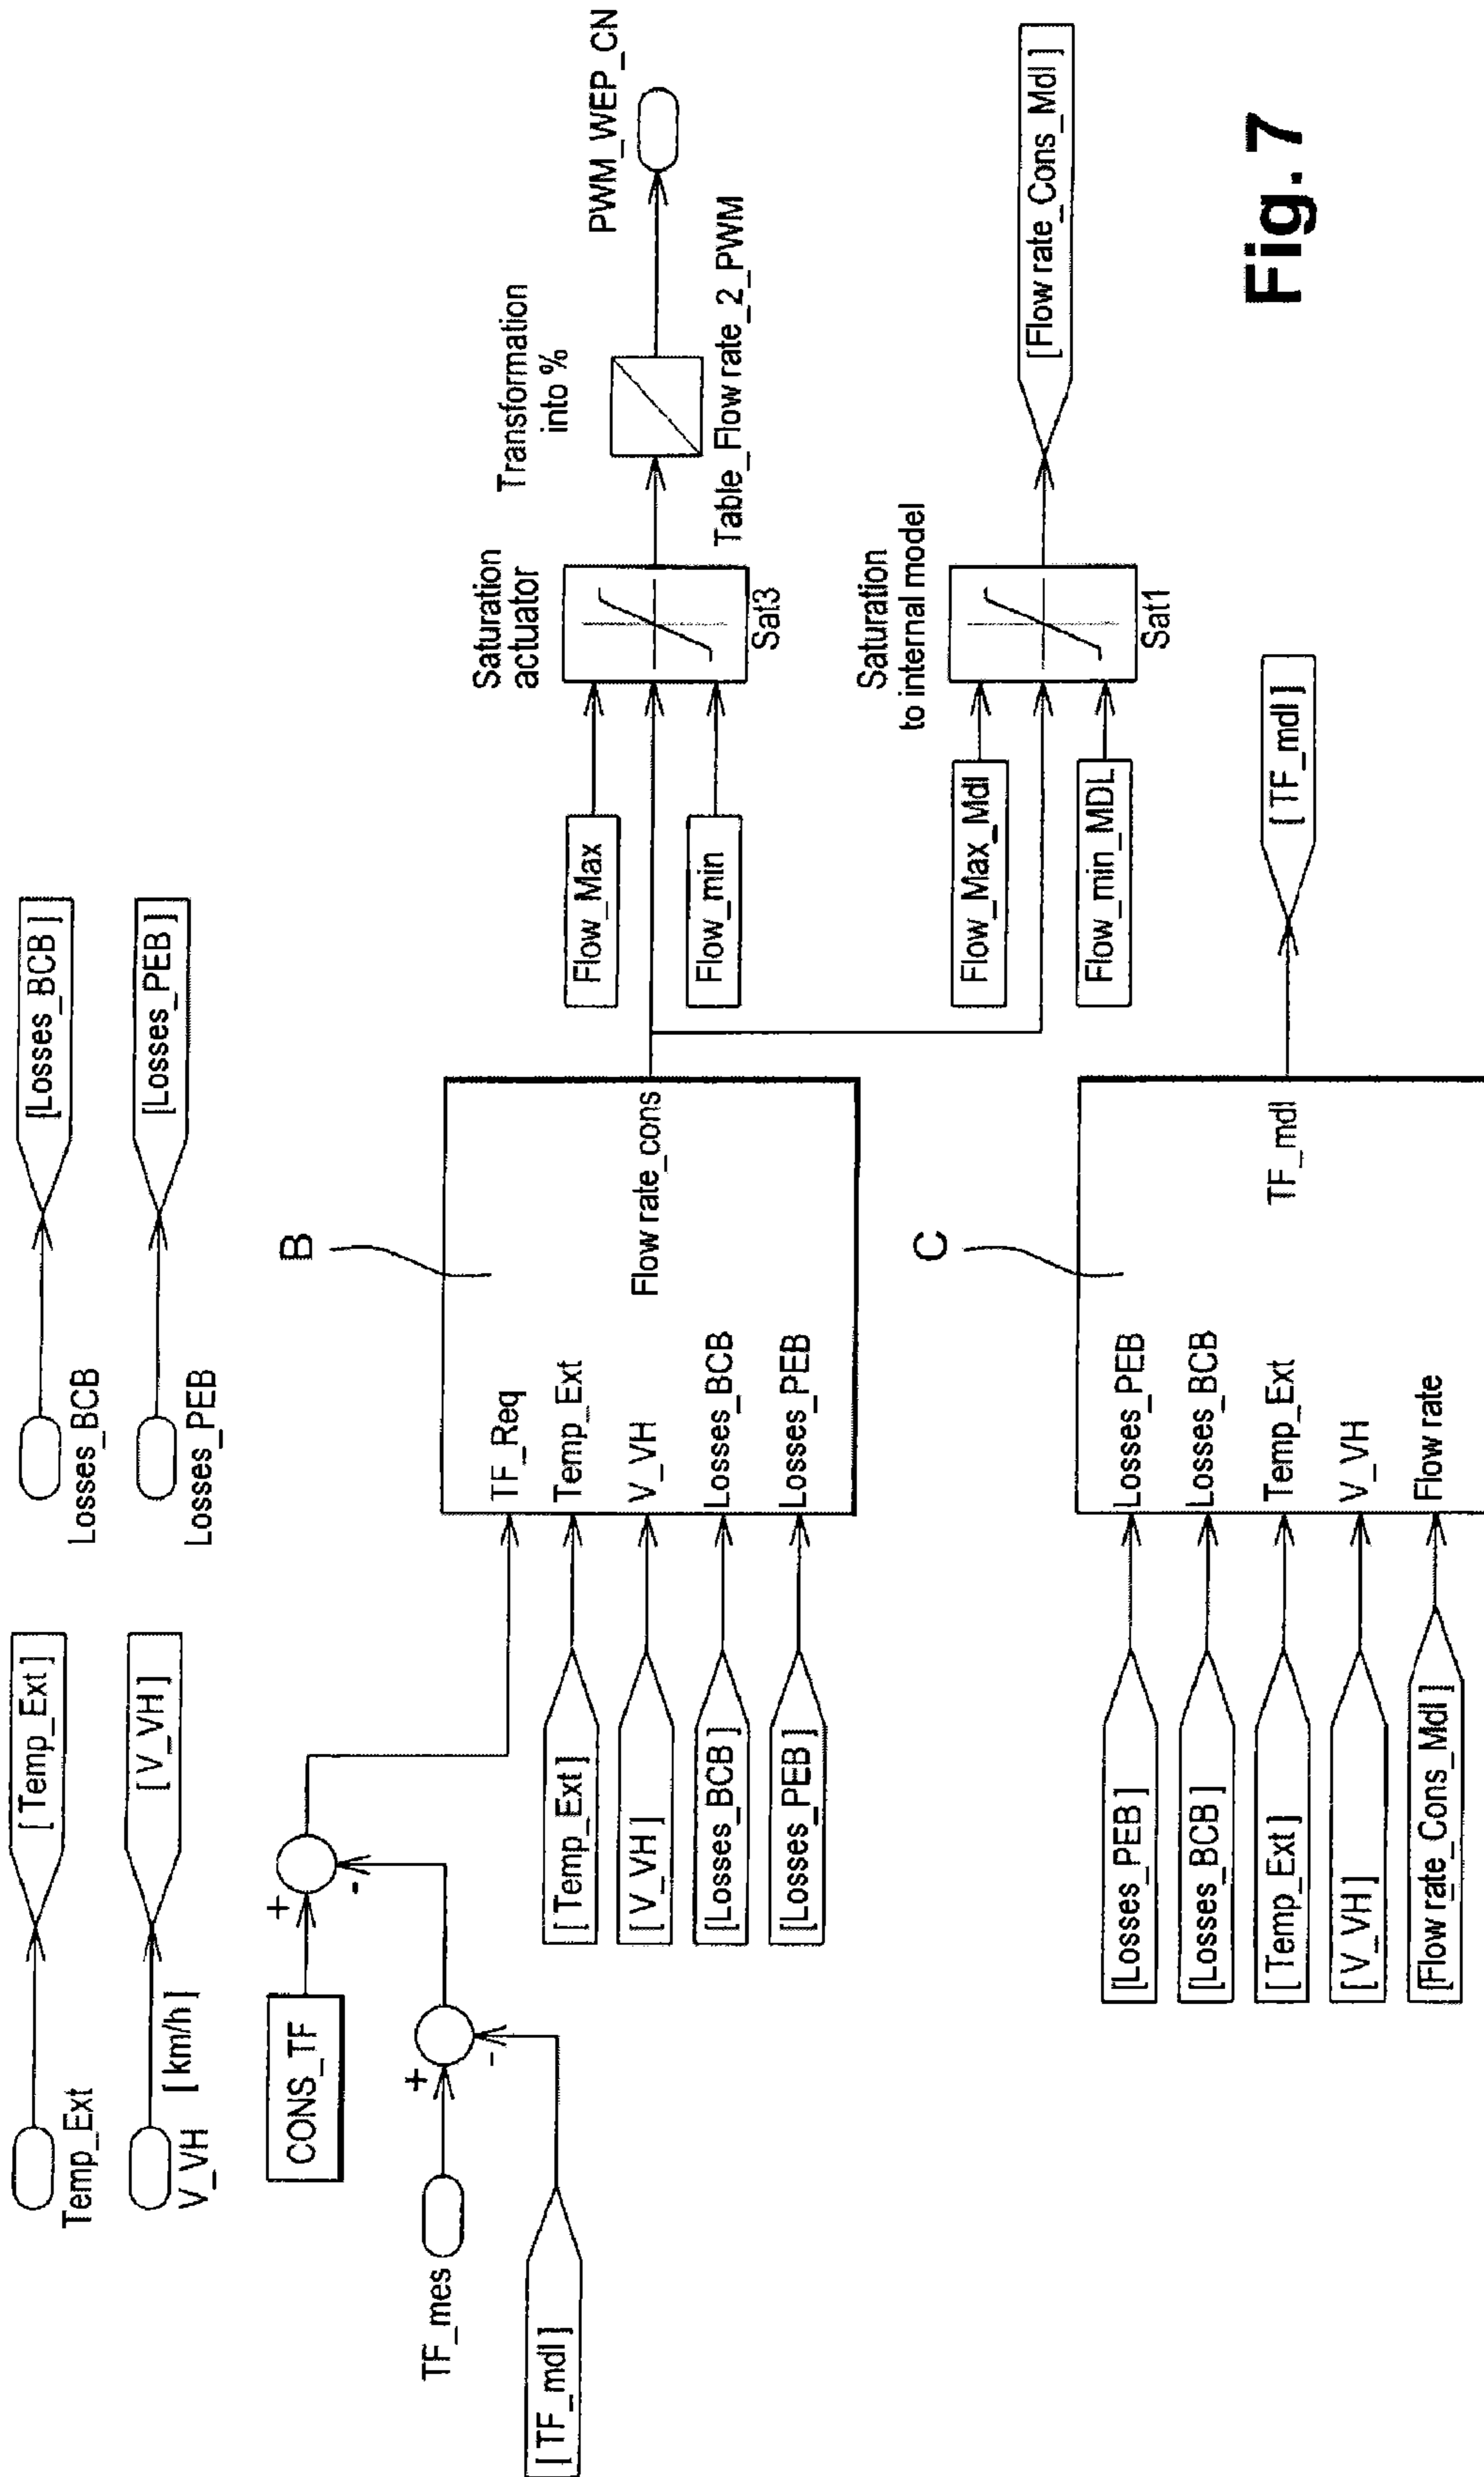 Temp_Ext
[ Temp_Ext ]
V_VH
[ km/h ]
[ V_VH ]
Losses_BCB
[Losses_BCB ]
Losses_PEB
[Losses_PEB ]
CONS_TF
+
-
TF_mes
+
-
[ TF_mdl ]
[ Temp_Ext ]
[ V_VH ]
[Losses_BCB ]
[Losses_PEB ]
B
TF_Req
Temp_Ext
V_VH
Losses_BCB
Losses_PEB
Flow rate_cons
Flow_Max
Flow_min
Saturation
actuator
Sat3
Transformation
into %
Table_Flow rate_2_PWM
PWM_WEP_CN
Flow_Max_Mdl
Flow_min_MDL
Saturation
to internal model
Sat1
[Flow rate_Cons_Mdl ]
[Losses_PEB ]
[Losses_BCB ]
[ Temp_Ext ]
[ V_VH ]
[Flow rate_Cons_Mdl ]
C
Losses_PEB
Losses_BCB
Temp_Ext
V_VH
Flow rate
TF_mdl
[ TF_mdl ]
Fig. 7